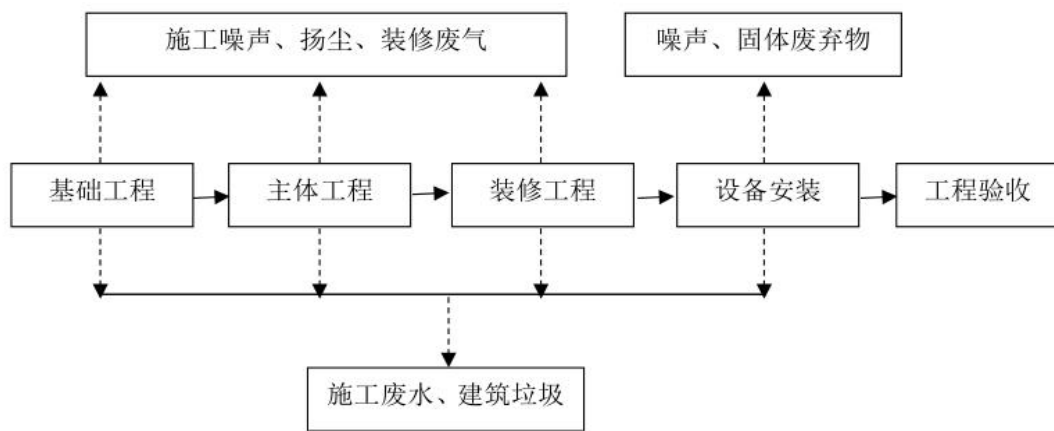 施工噪声、扬尘、装修废气
噪声、固体废弃物
基础工程
主体工程
装修工程
设备安装
工程验收
施工废水、建筑垃圾